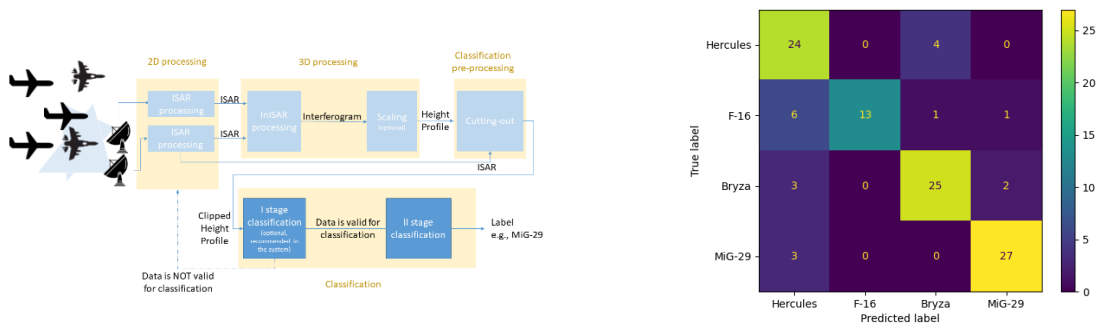 2D processing
3D processing
Classification
pre-processing
ISAR
processing
ISAR
ISAR
processing
ISAR
InISAR
processing
Interferogram
Scaling
(optional)
Height
Profile
Cutting-out
ISAR
Clipped
Height
Profile
I stage
classification
(optional,
recommended in
the system)
Data is valid for
classification
II stage
classification
Label
e.g., MiG-29
Data is NOT valid
for classification
Classification
True label
Hercules
24
0
4
0
F-16
6
13
1
1
Bryza
3
0
25
2
MiG-29
3
0
0
27
Hercules
F-16
Bryza
MiG-29
Predicted label
25
20
15
10
5
0